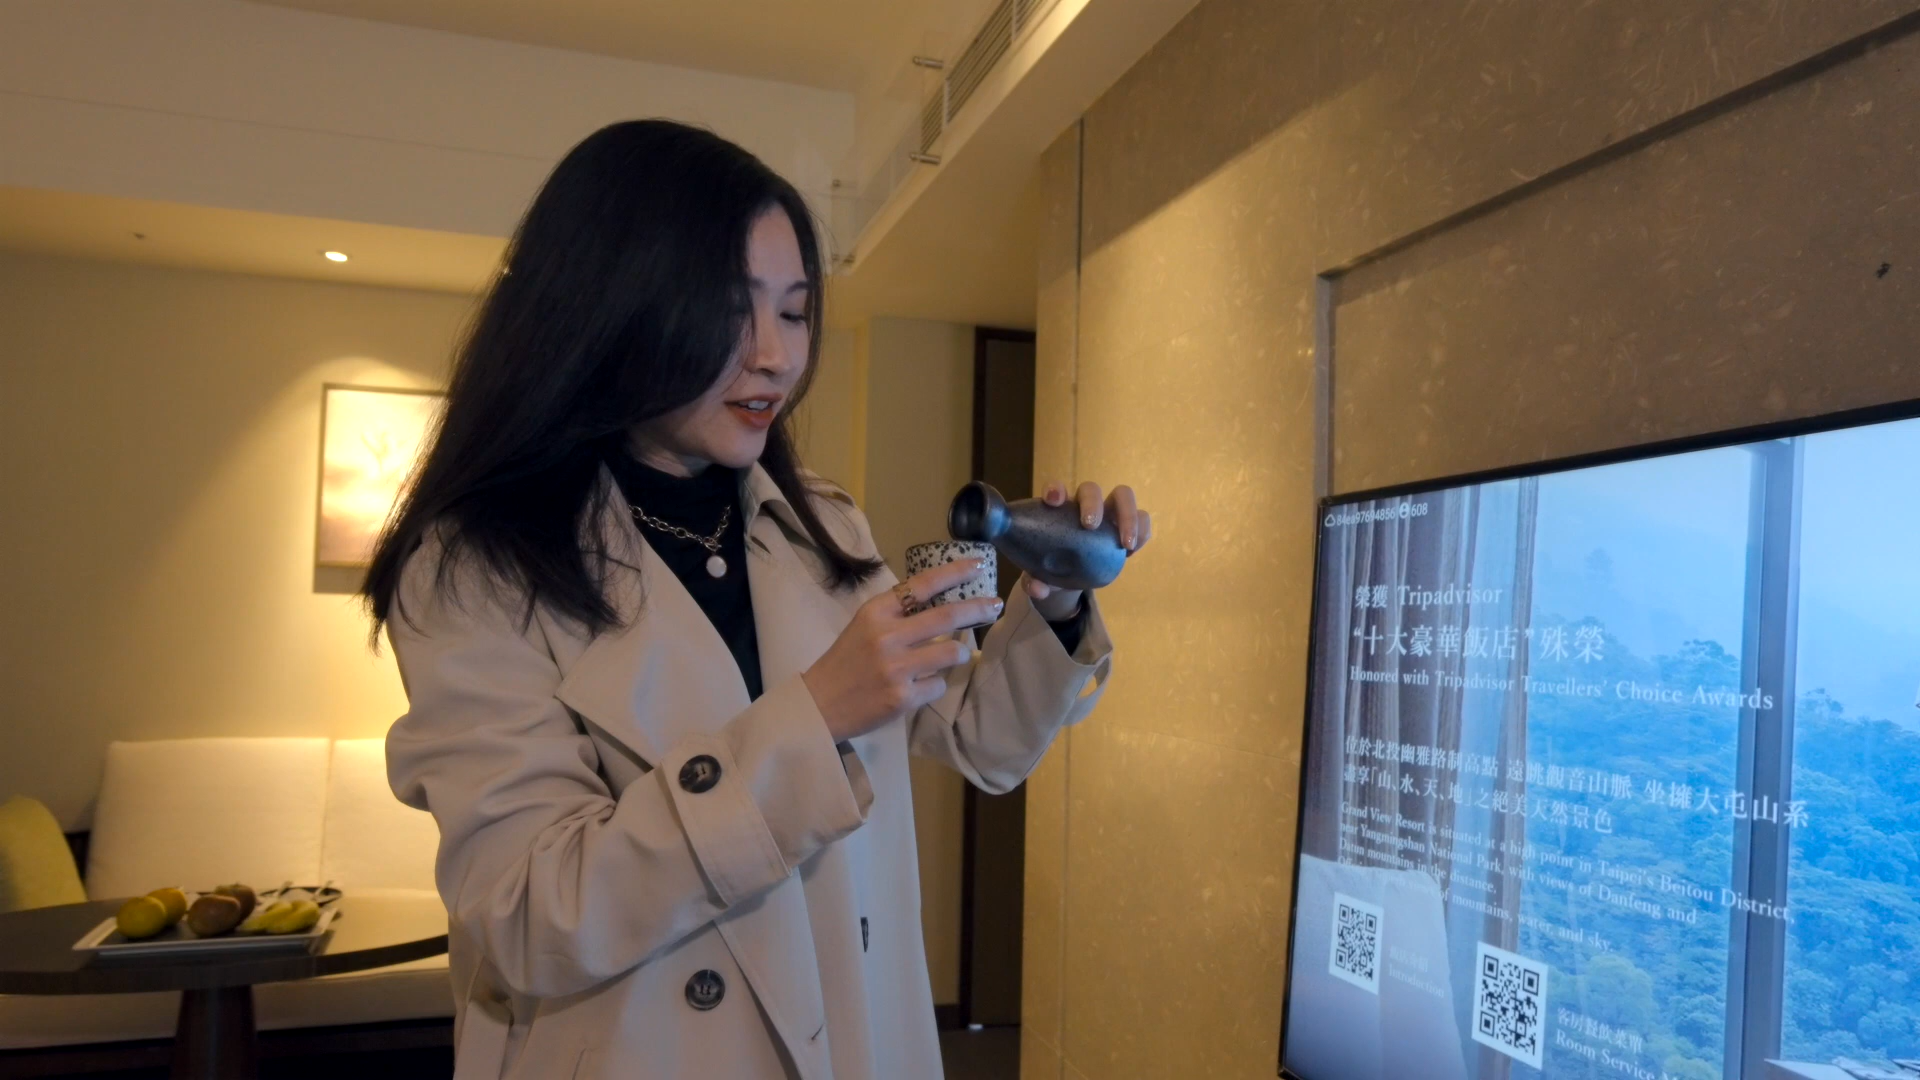 608
榮獲 Tripadvisor
“十大豪華飯店”殊榮
Honored with Tripadvisor Travellers' Choice Awards
位於北投幽雅路制高點 遠眺觀音山脈 坐擁大屯山系
盡享「山、水、天、地」之絕美天然景色
Grand View Resort is situated at a high point in Taipei's Beitou District,
near Yangmingshan National Park, with views of Danfeng and
Datun mountains in the distance.
of mountains, water, and sky.
Introduction
客房餐飲菜單
Room Service